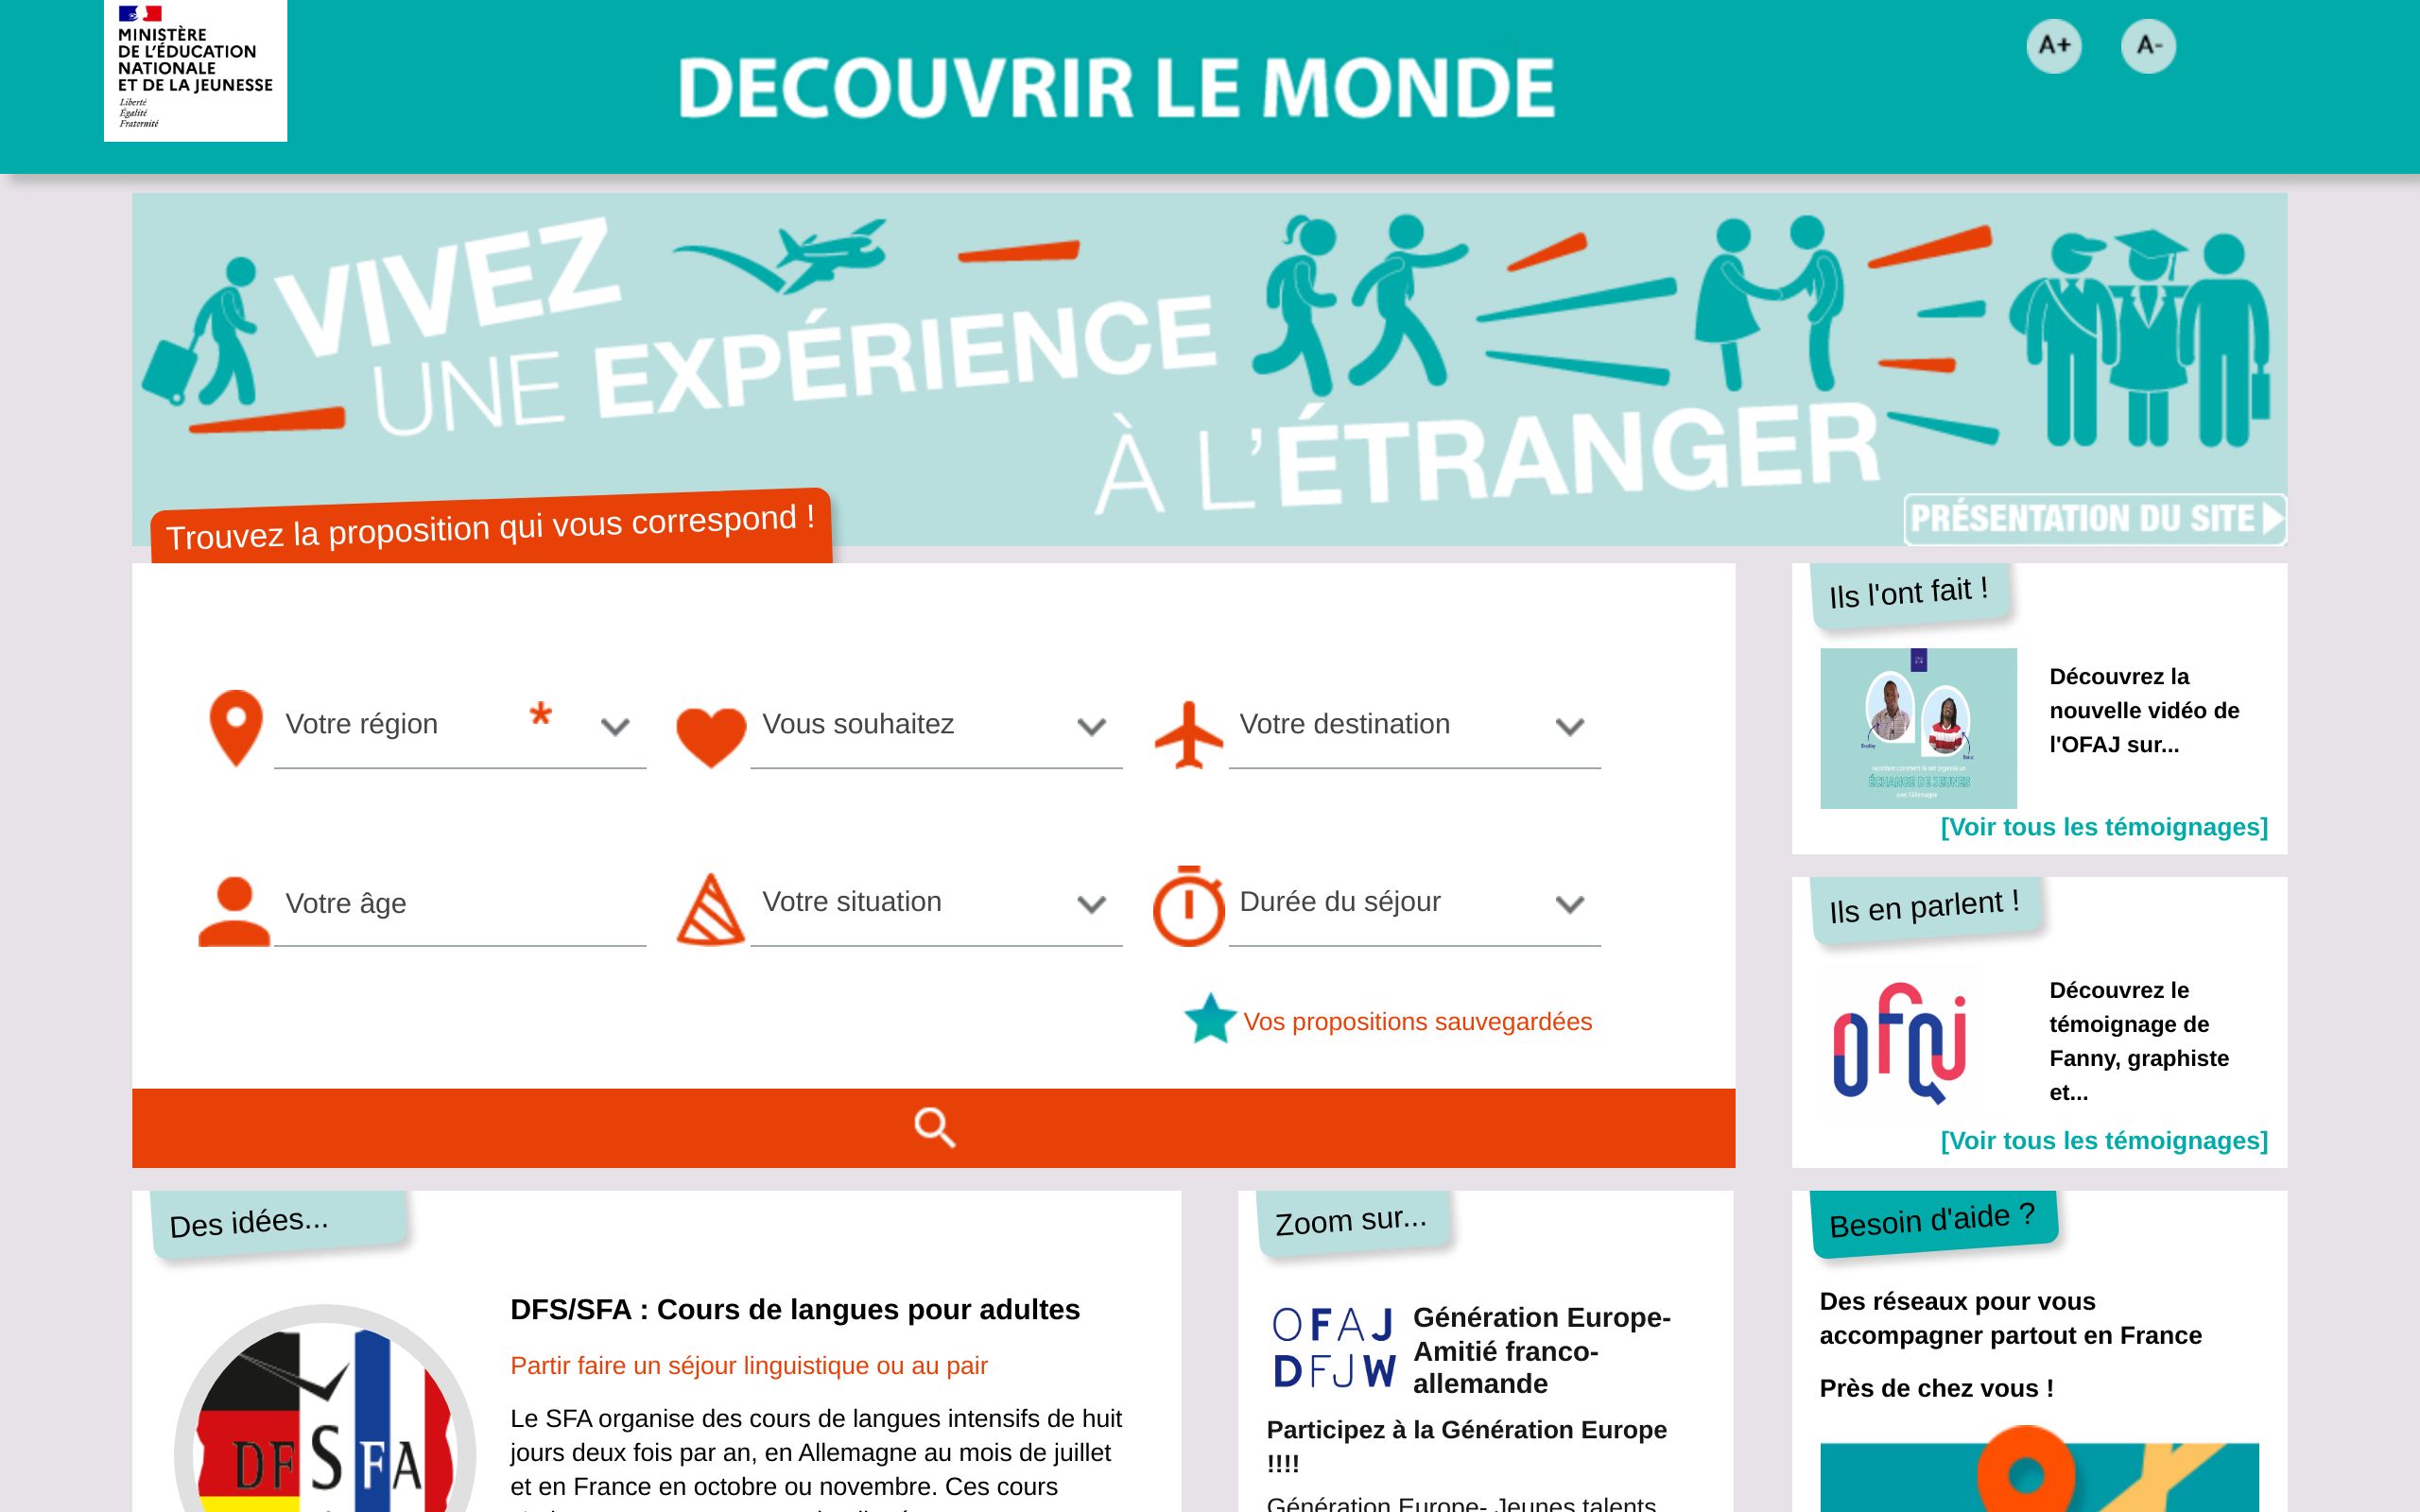 MINISTÈRE
DE L'ÉDUCATION
NATIONALE
ET DE LA JEUNESSE
Liberté
Égalité
Fraternité
DECOUVRIR LE MONDE
A+ A-
VIVEZ
UNE EXPÉRIENCE
À L'ÉTRANGER
PRÉSENTATION DU SITE
Trouvez la proposition qui vous correspond !
Votre région *
Vous souhaitez
Votre destination
Votre âge
Votre situation
Durée du séjour
Vos propositions sauvegardées
Ils l'ont fait !
ÉCHANGE DE JEUNES
avec l'Allemagne
Découvrez la
nouvelle vidéo de
l'OFAJ sur...
[Voir tous les témoignages]
Ils en parlent !
ofaj
Découvrez le
témoignage de
Fanny, graphiste
et...
[Voir tous les témoignages]
Des idées...
DFSFA
DFS/SFA : Cours de langues pour adultes
Partir faire un séjour linguistique ou au pair
Le SFA organise des cours de langues intensifs de huit
jours deux fois par an, en Allemagne au mois de juillet
et en France en octobre ou novembre. Ces cours
Zoom sur...
OFAJ
DFJW
Génération Europe-
Amitié franco-
allemande
Participez à la Génération Europe
!!!!
Génération Europe- Jeunes talents
Besoin d'aide ?
Des réseaux pour vous
accompagner partout en France
Près de chez vous !